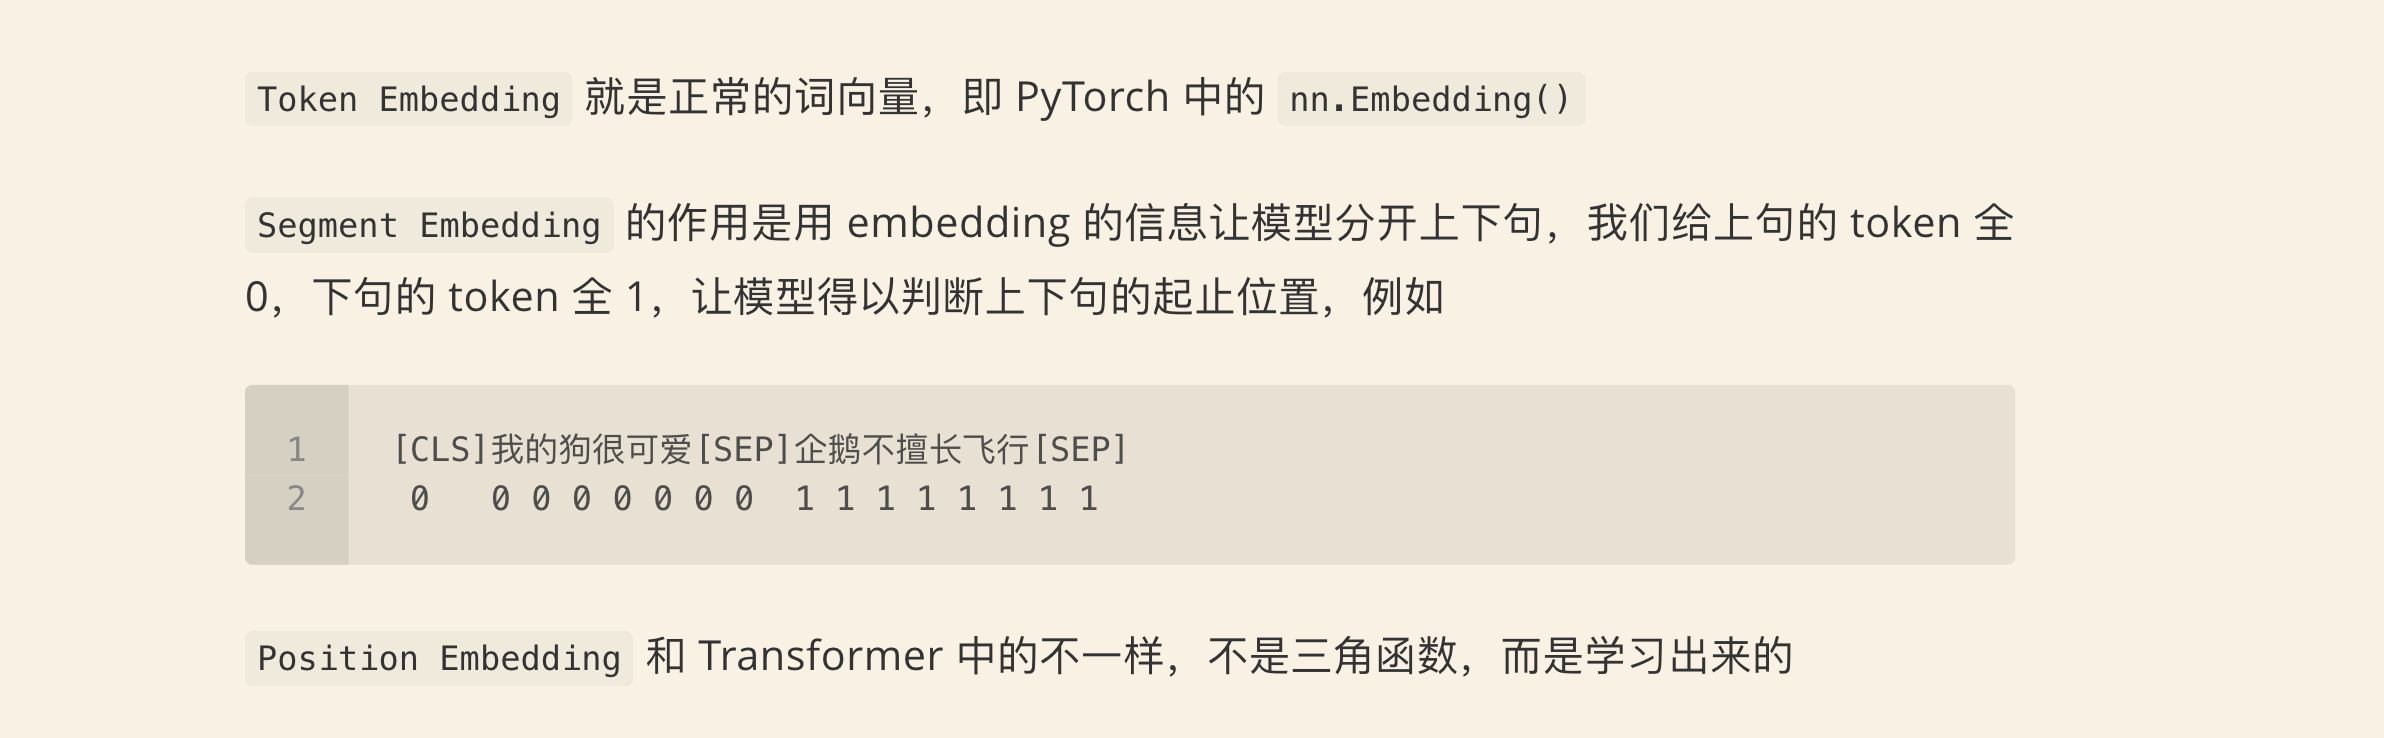 Token Embedding 就是正常的词向量，即 PyTorch 中的 nn.Embedding()
Segment Embedding 的作用是用 embedding 的信息让模型分开上下句，我们给上句的 token 全
0，下句的 token 全 1，让模型得以判断上下句的起止位置，例如
1 [CLS]我的狗很可爱[SEP]企鹅不擅长飞行[SEP]
2 0 0 0 0 0 0 0 0 1 1 1 1 1 1 1 1
Position Embedding 和 Transformer 中的不一样，不是三角函数，而是学习出来的